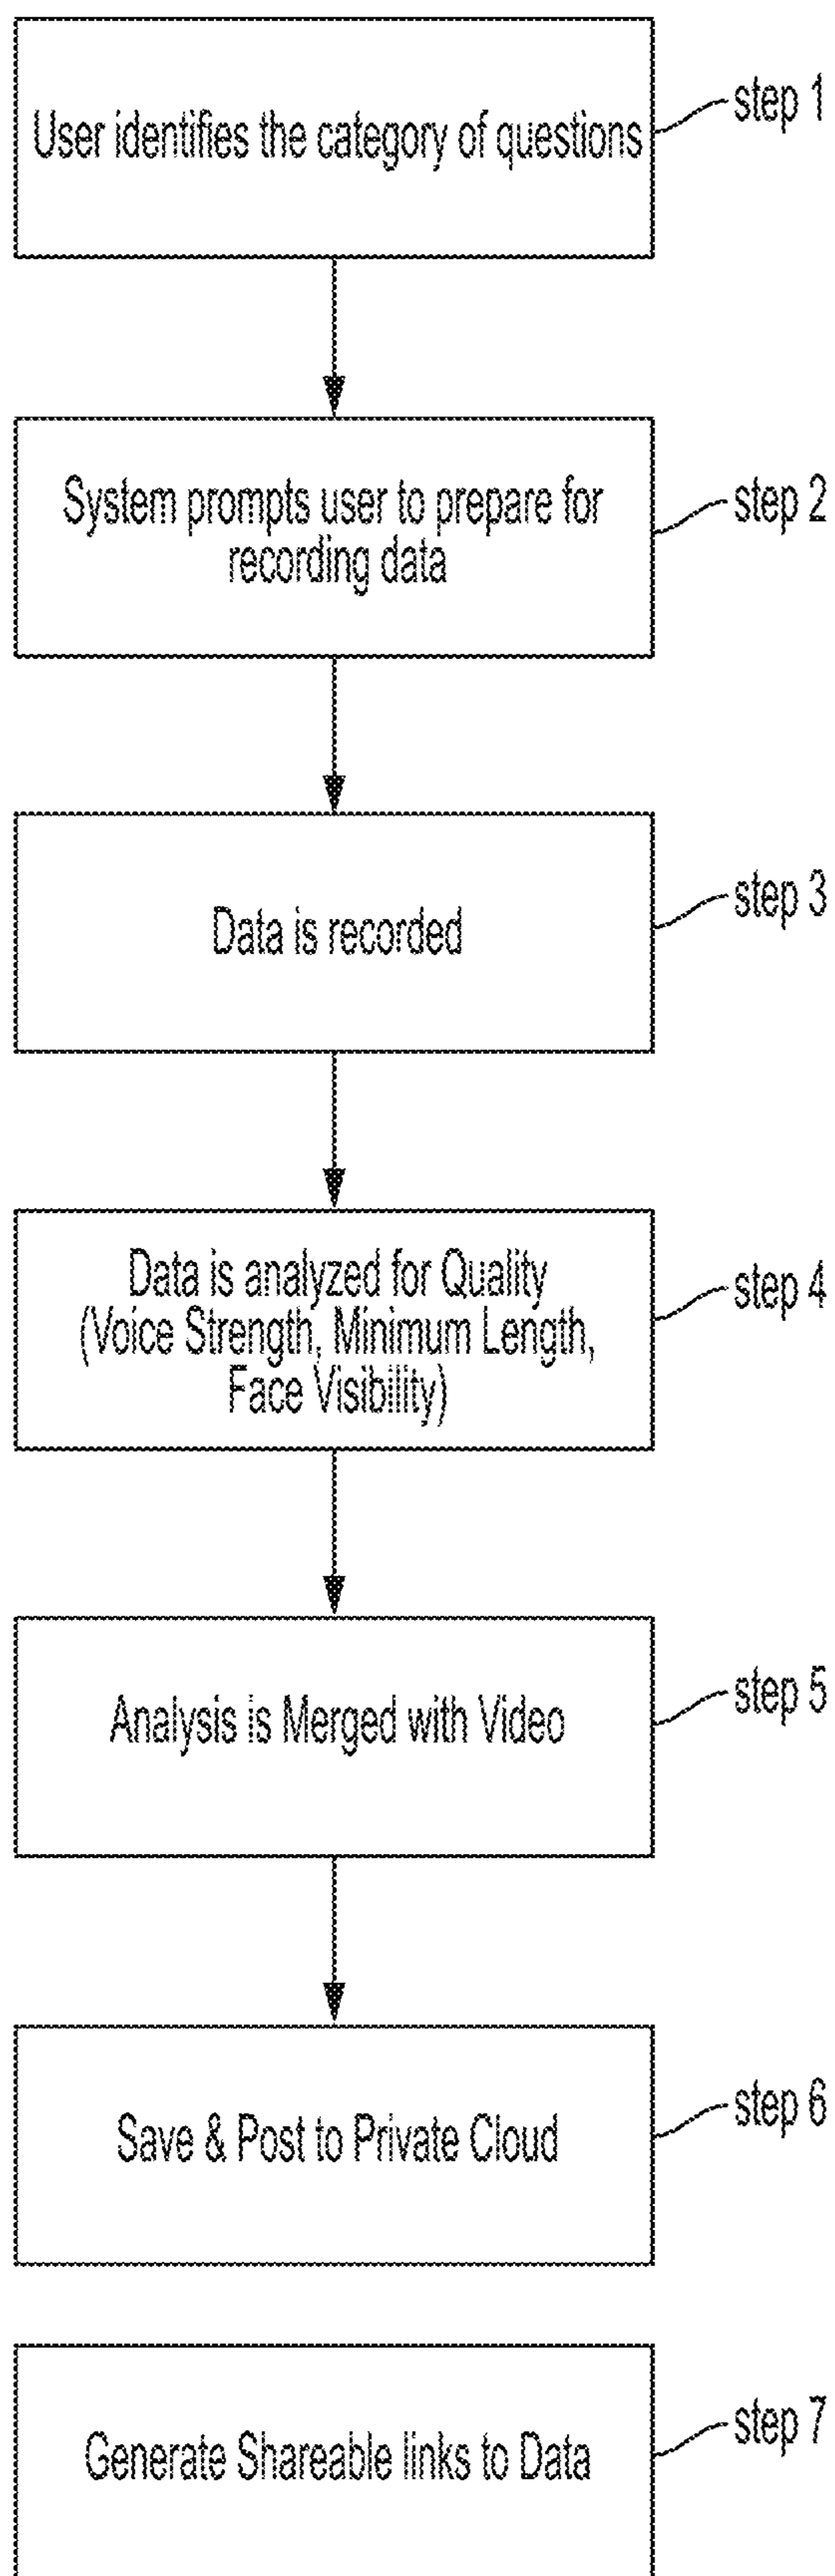 User identifies the category of questions
step 1
System prompts user to prepare for
recording data
step 2
Data is recorded
step 3
Data is analyzed for Quality
(Voice Strength, Minimum Length,
Face Visibility)
step 4
Analysis is Merged with Video
step 5
Save & Post to Private Cloud
step 6
Generate Shareable links to Data
step 7